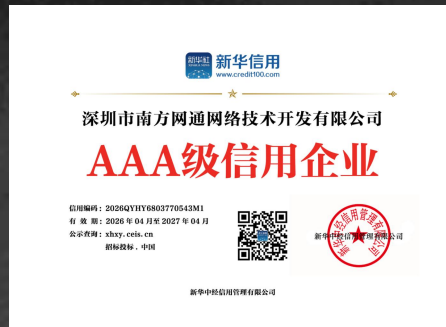 新华社
新华信用
www.credit100.com
深圳市南方网通网络技术开发有限公司
AAA级信用企业
信用编码：2026QYHY6803770543M1
有 效 期：2026 年 04 月至 2027 年 04 月
公示查询：xhxy.ceis.cn
招标投标．中国
新华中经信用管理有限公司
新华中经信用管理有限公司
新华中经信用管理有限公司